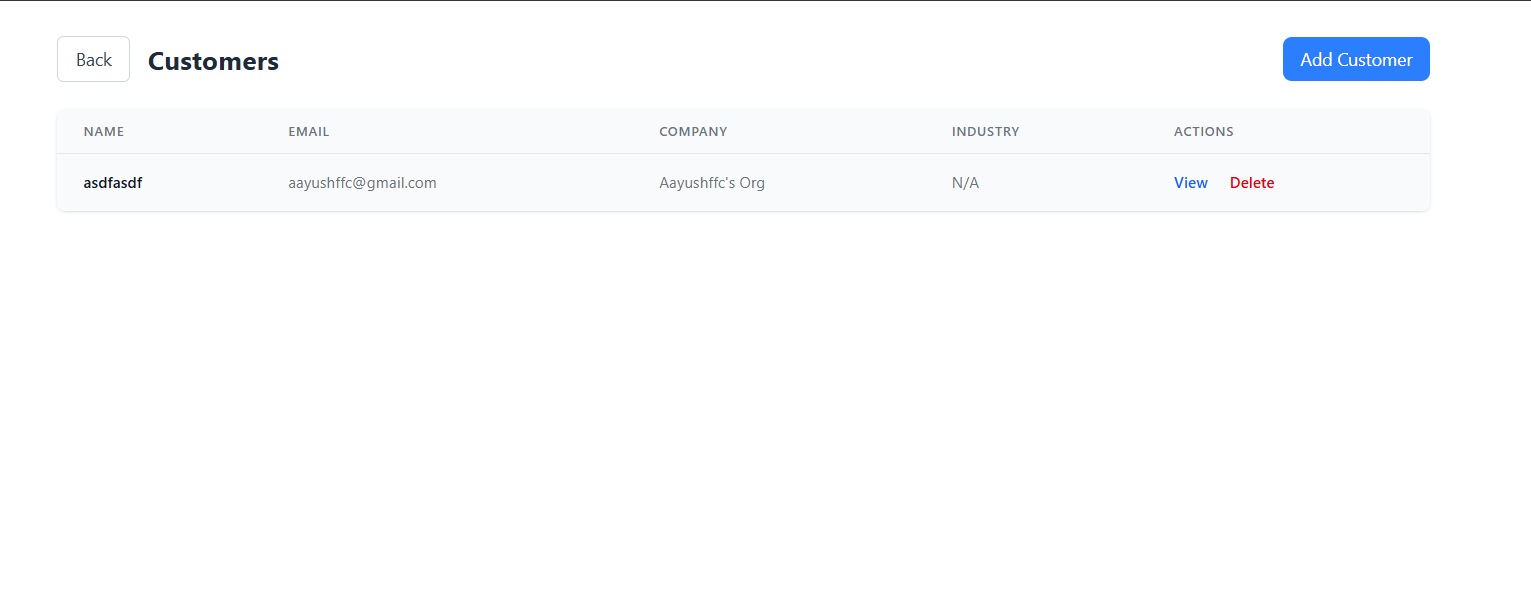 Back Customers Add Customer
NAME EMAIL COMPANY INDUSTRY ACTIONS
asdfasdf aayushffc@gmail.com Aayushffc's Org N/A View Delete